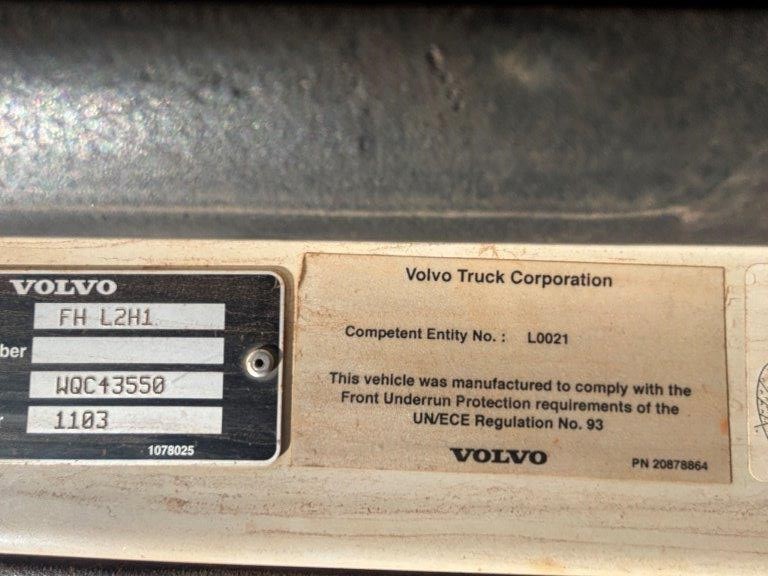 VOLVO
FH L2H1
ber
WQC43550
1103
1078025
Volvo Truck Corporation
Competent Entity No. : L0021
This vehicle was manufactured to comply with the
Front Underrun Protection requirements of the
UN/ECE Regulation No. 93
VOLVO
PN 20878864